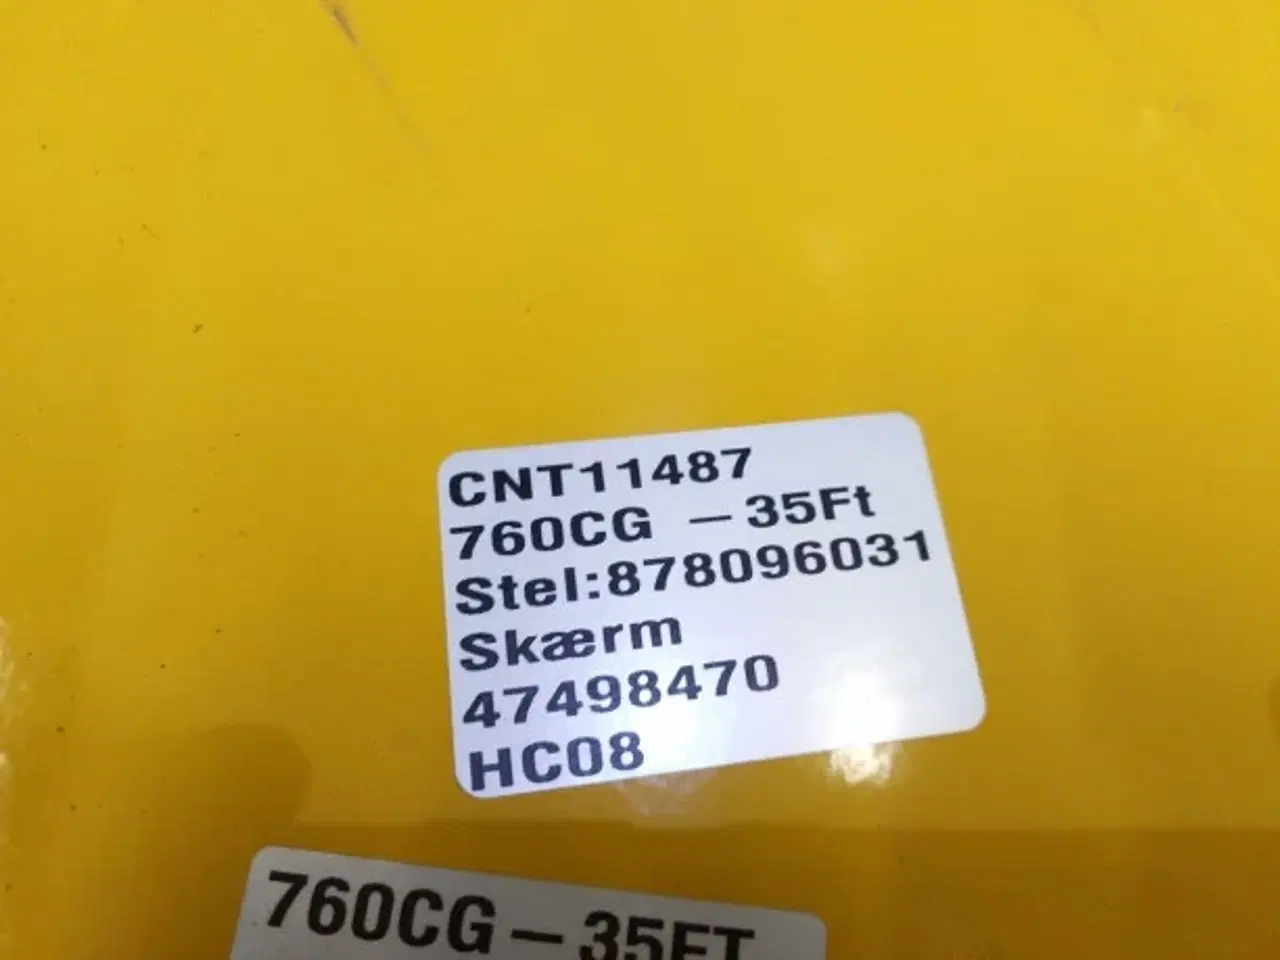 CNT11487
760CG – 35Ft
Stel:878096031
Skærm
47498470
HC08
760CG – 35FT